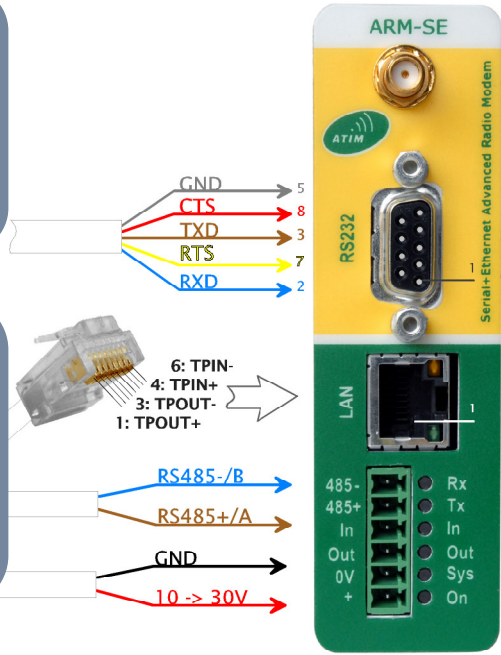 ARM-SE
ATIM
Serial+Ethernet Advanced Radio Modem
RS232
GND 5
CTS 8
TXD 3
RTS 7
RXD 2
1
6: TPIN-
4: TPIN+
3: TPOUT-
1: TPOUT+
LAN
1
RS485-/B
RS485+/A
GND
10 -> 30V
485- Rx
485+ Tx
In In
Out Out
0V Sys
+ On